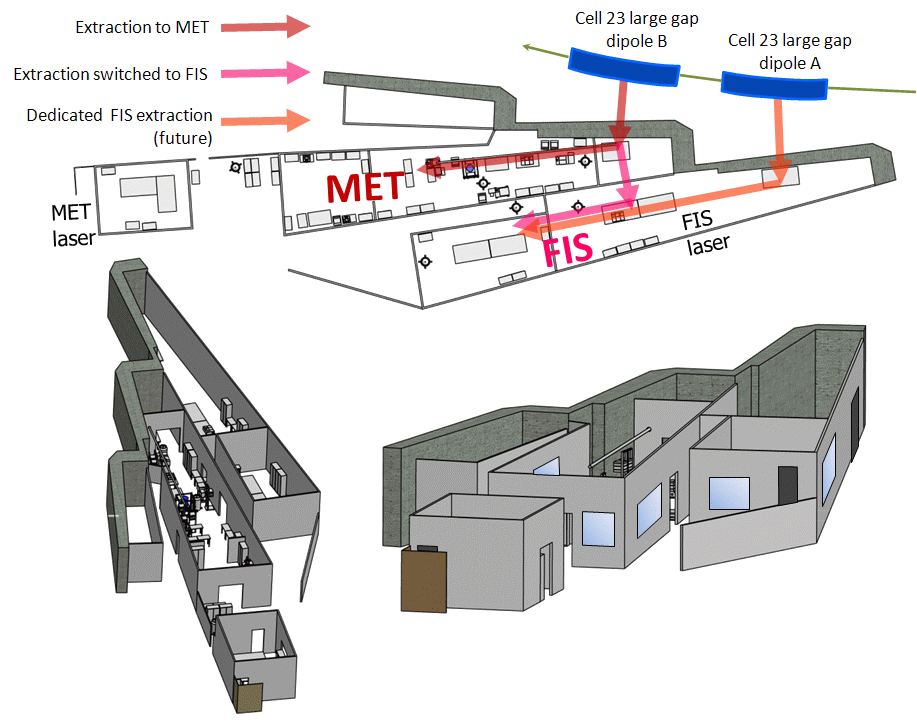 Extraction to MET
Extraction switched to FIS
Dedicated FIS extraction
(future)
Cell 23 large gap
dipole B
Cell 23 large gap
dipole A
MET
MET
laser
FIS
FIS
laser